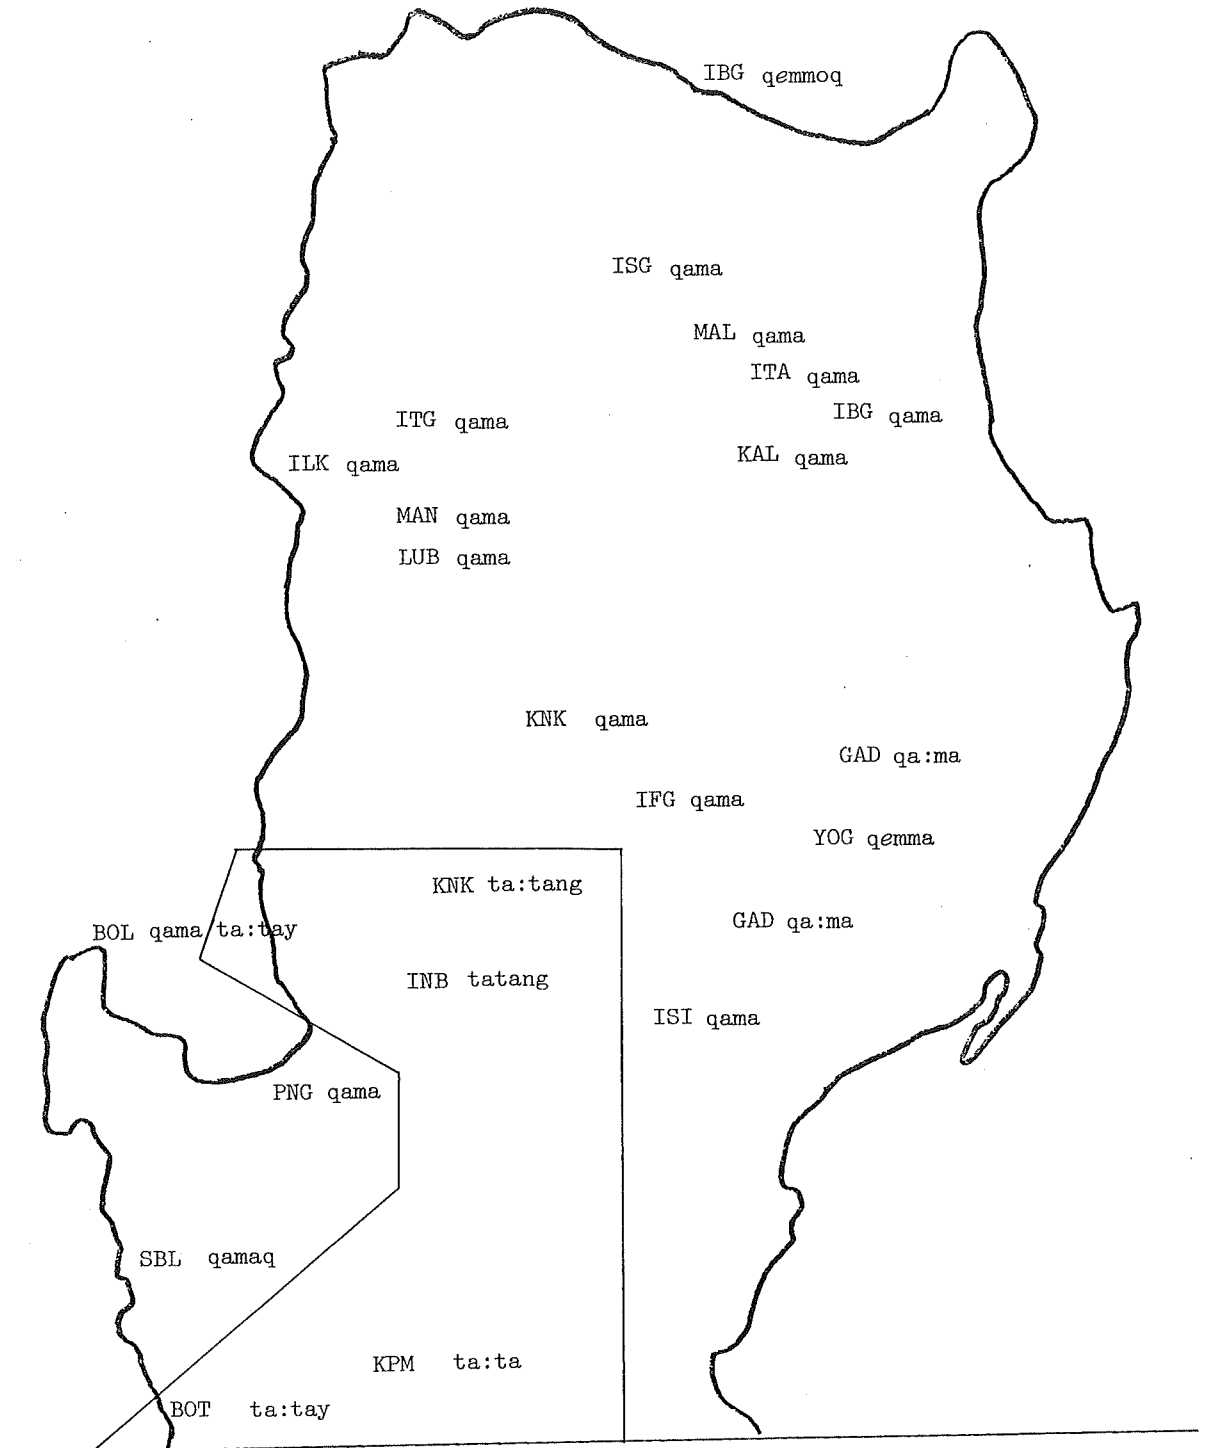 IBG qemmoq
ISG qama
MAL qama
ITA qama
IBG qama
ITG qama
KAL qama
ILK qama
MAN qama
LUB qama
KNK qama
GAD qa:ma
IFG qama
YOG qemma
KNK ta:tang
GAD qa:ma
BOL qama ta:tay
INB tatang
ISI qama
PNG qama
SBL qamaq
KPM ta:ta
BOT ta:tay